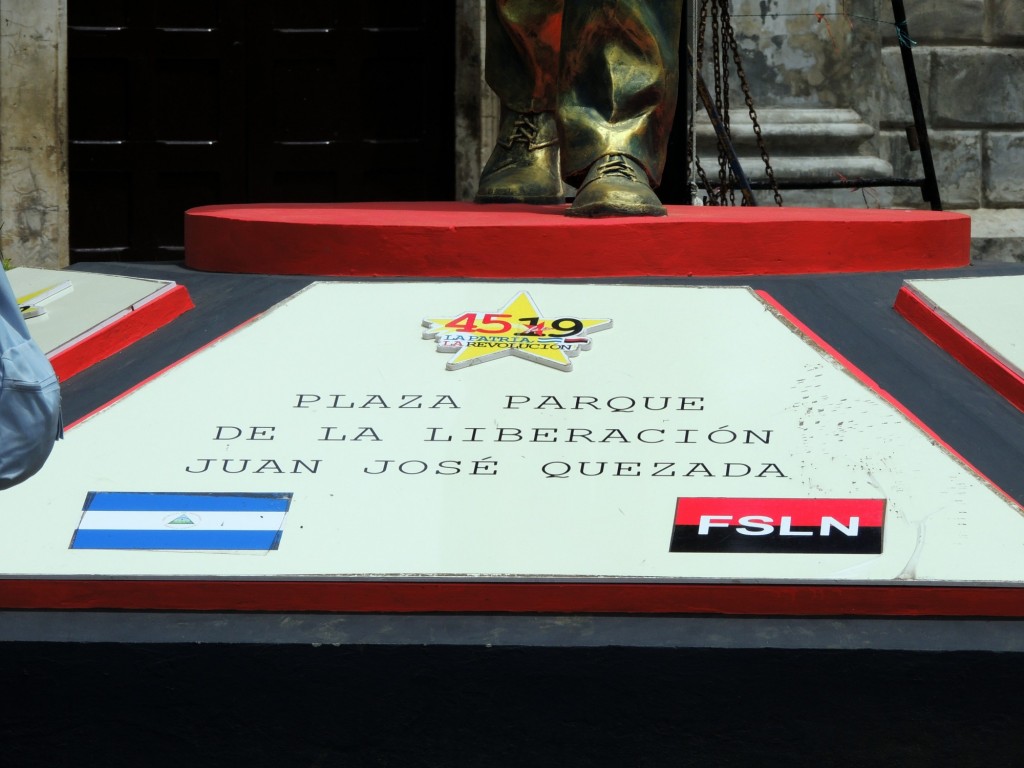 45 19
LA PATRIA
LA REVOLUCIÓN
PLAZA PARQUE
DE LA LIBERACIÓN
JUAN JOSÉ QUEZADA
FSLN